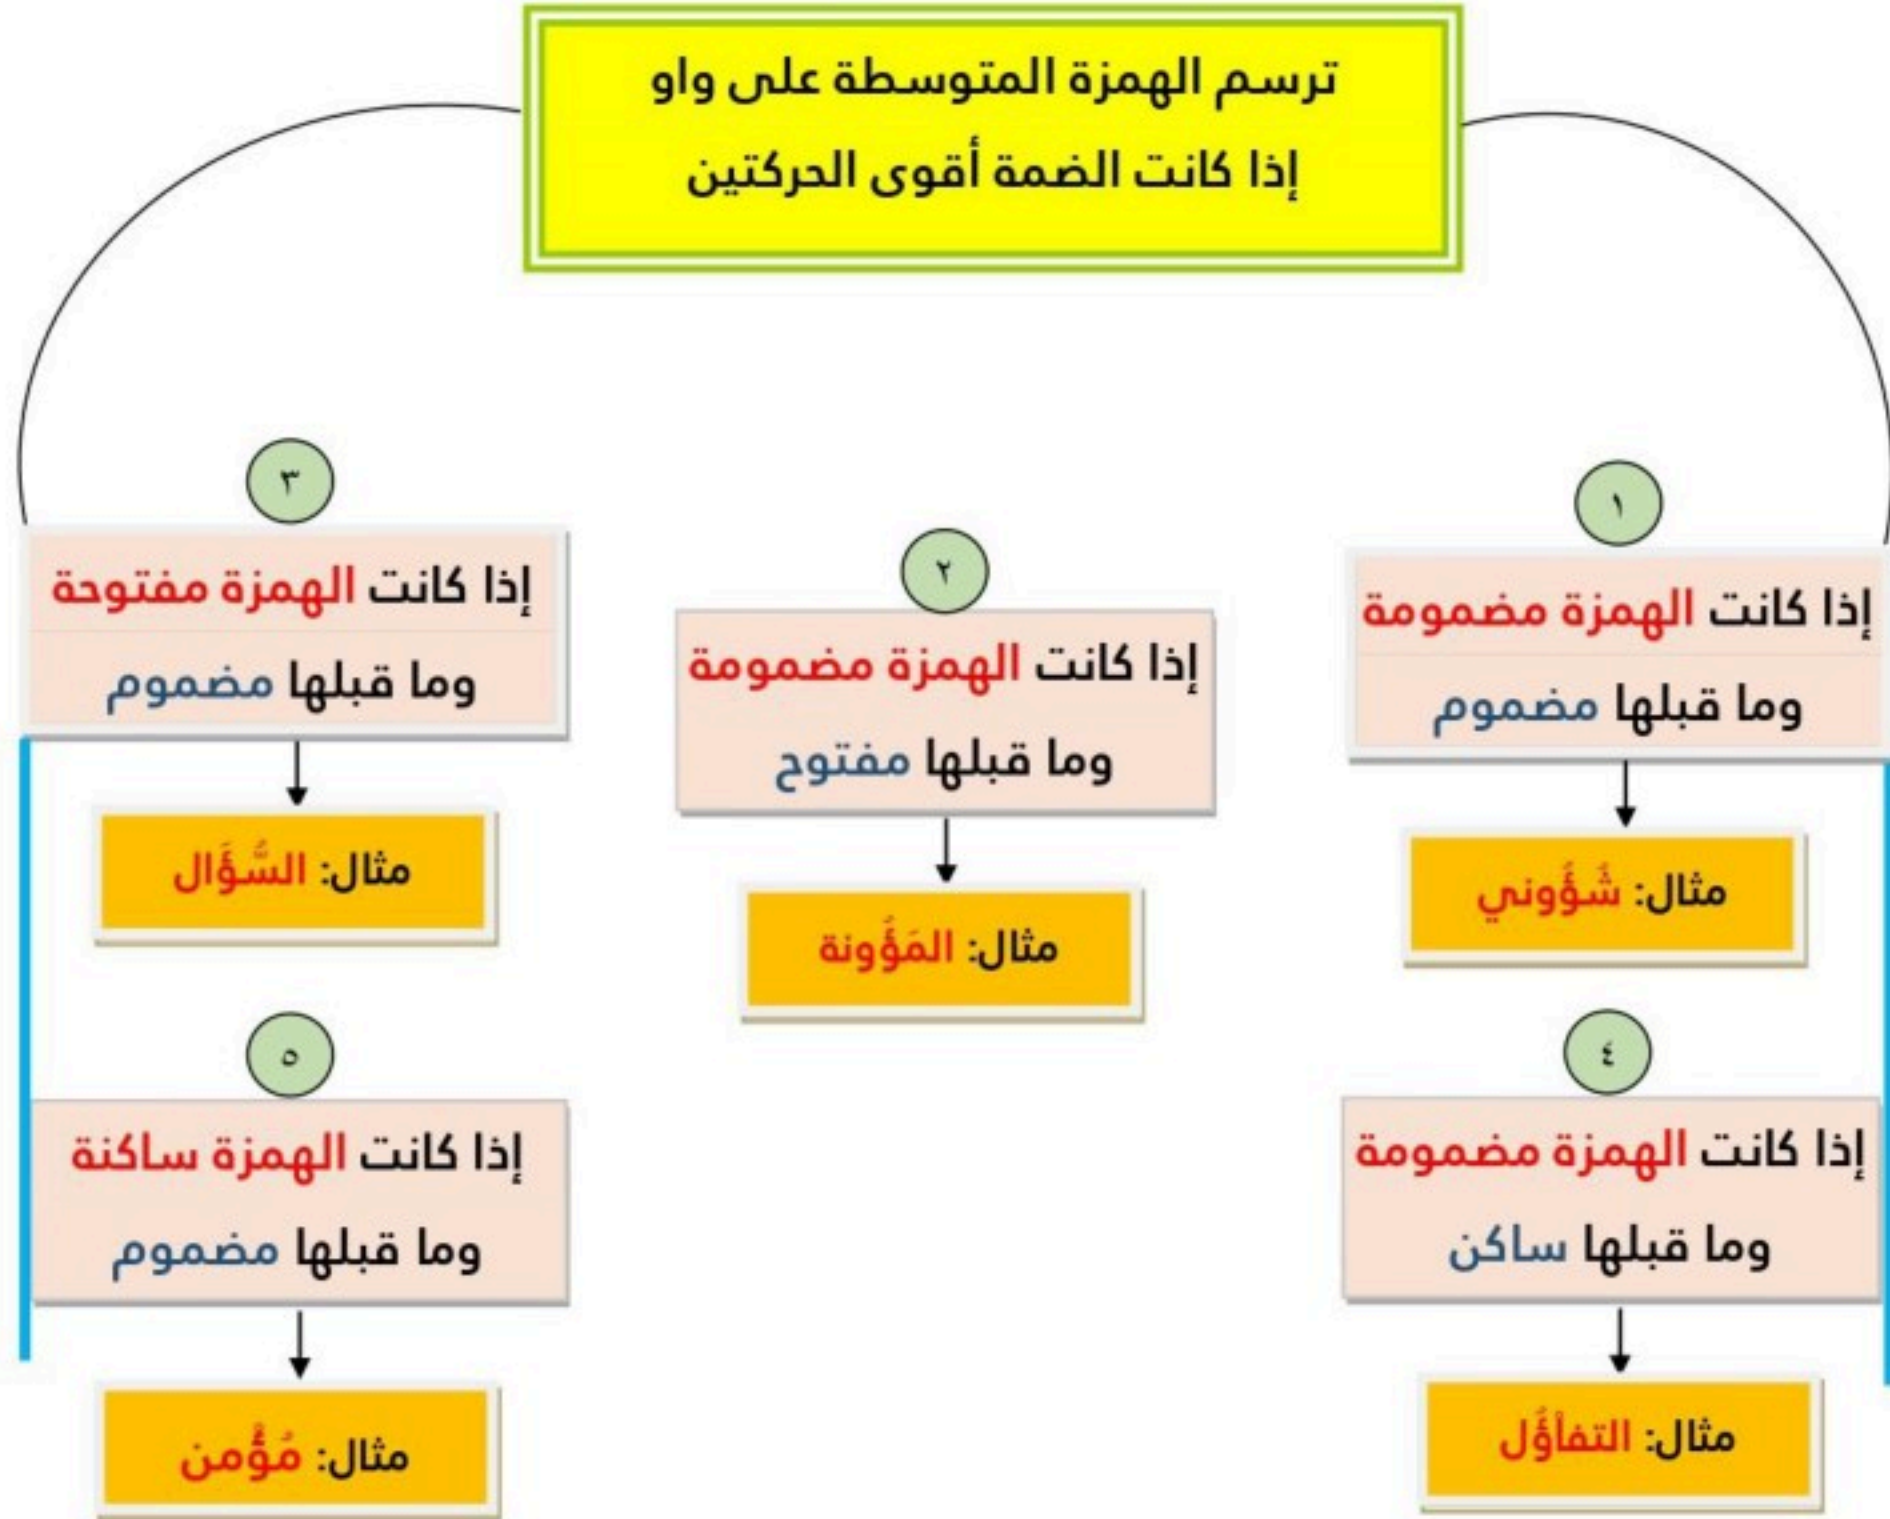 ترسم الهمزة المتوسطة على واو
إذا كانت الضمة أقوى الحركتين
١
إذا كانت الهمزة مضمومة
وما قبلها مضموم
مثال: شُؤُوني
٢
إذا كانت الهمزة مضمومة
وما قبلها مفتوح
مثال: المَؤُونة
٣
إذا كانت الهمزة مفتوحة
وما قبلها مضموم
مثال: السُّؤَال
٤
إذا كانت الهمزة مضمومة
وما قبلها ساكن
مثال: التفاْؤُل
٥
إذا كانت الهمزة ساكنة
وما قبلها مضموم
مثال: مُؤْمن